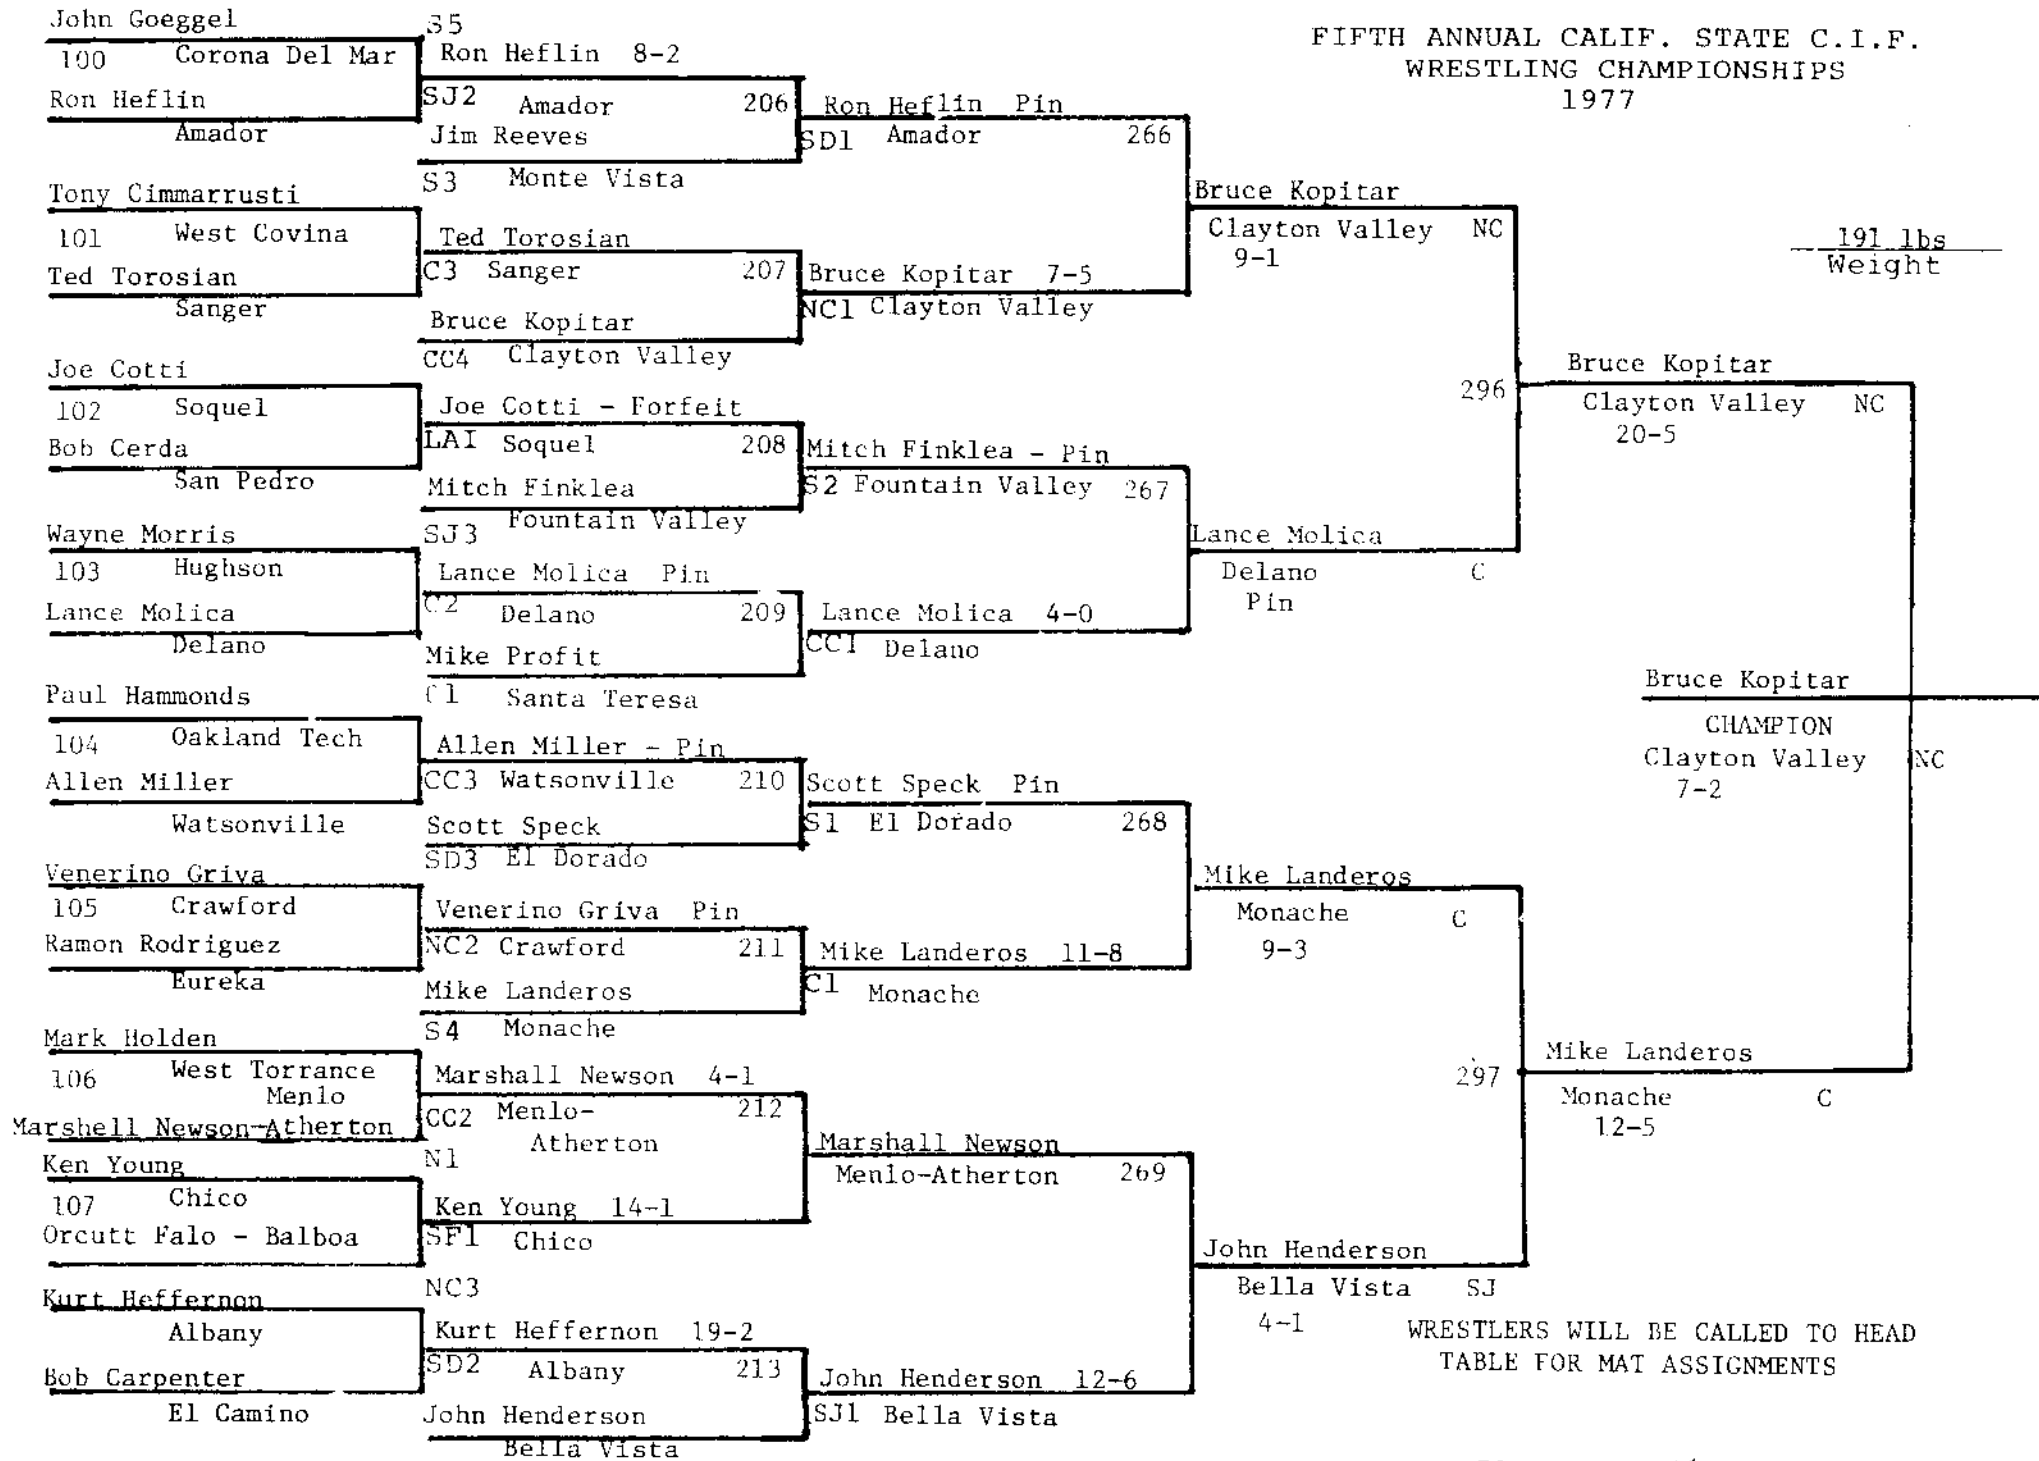 FIFTH ANNUAL CALIF. STATE C.I.F.
WRESTLING CHAMPIONSHIPS
1977
191 lbs
Weight
John Goeggel
S5
100 Corona Del Mar
Ron Heflin
SJ2
Amador
Tony Cimmarrusti
S3
101 West Covina
Ted Torosian
C3
Sanger
Joe Cotti
CC4
102 Soquel
Bob Cerda
LAI
San Pedro
Wayne Morris
SJ3
103 Hughson
Lance Molica
C2
Delano
Paul Hammonds
C1
104 Oakland Tech
Allen Miller
CC3
Watsonville
Venerino Griva
SD3
105 Crawford
Ramon Rodriguez
NC2
Eureka
Mark Holden
S4
106 West Torrance
Menlo
Marshell Newson-Atherton
CC2
Ken Young
N1
107 Chico
Orcutt Falo - Balboa
SF1
Kurt Heffernon
NC3
Albany
Bob Carpenter
SD2
El Camino
Ron Heflin 8-2
Amador 206
Jim Reeves
SD1
Monte Vista
Ted Torosian
Sanger 207
Bruce Kopitar
NC1
Clayton Valley
Joe Cotti - Forfeit
Soquel 208
Mitch Finklea
S2
Fountain Valley
Lance Molica Pin
Delano 209
Mike Profit
CC1
Santa Teresa
Allen Miller - Pin
Watsonville 210
Scott Speck
S1
El Dorado
Venerino Griva Pin
Crawford 211
Mike Landeros
C1
Monache
Marshall Newson 4-1
Menlo- 212
Atherton
Ken Young 14-1
Chico
Kurt Heffernon 19-2
Albany 213
John Henderson
SJ1
Bella Vista
Ron Heflin Pin
Amador 266
Bruce Kopitar 7-5
Clayton Valley
Mitch Finklea - Pin
Fountain Valley 267
Lance Molica 4-0
Delano
Scott Speck Pin
El Dorado 268
Mike Landeros 11-8
Monache
Marshall Newson
Menlo-Atherton 269
John Henderson 12-6
Bella Vista
Bruce Kopitar
Clayton Valley NC
9-1
296
Lance Molica
Delano C
Pin
Mike Landeros
Monache C
9-3
297
John Henderson
Bella Vista SJ
4-1
Bruce Kopitar
Clayton Valley NC
20-5
Mike Landeros
Monache C
12-5
Bruce Kopitar
CHAMPION
Clayton Valley NC
7-2
WRESTLERS WILL BE CALLED TO HEAD
TABLE FOR MAT ASSIGNMENTS